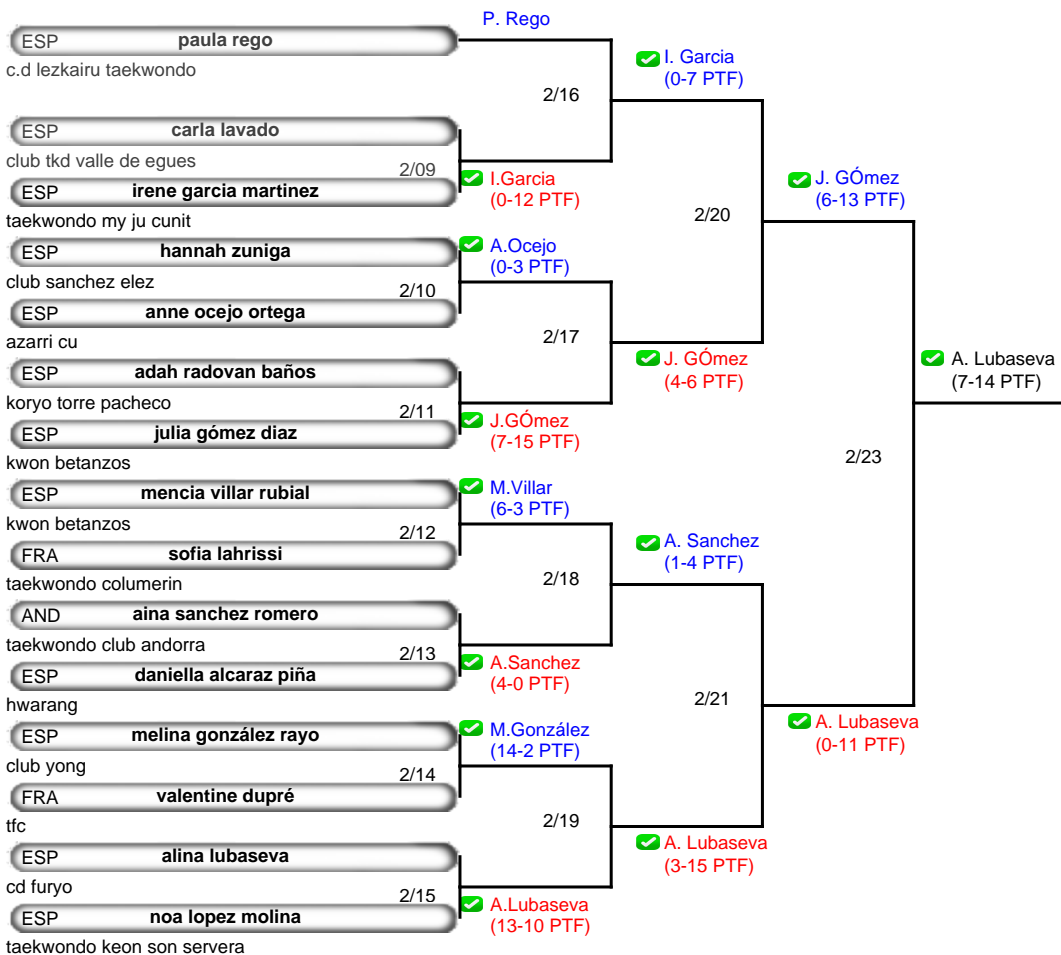 P. Rego
ESP paula rego
c.d lezkairu taekwondo
I. Garcia
(0-7 PTF)
2/16
ESP carla lavado
club tkd valle de egues
2/09
I.Garcia
(0-12 PTF)
ESP irene garcia martinez
taekwondo my ju cunit
J. GÓmez
(6-13 PTF)
2/20
ESP hannah zuniga
club sanchez elez
A.Ocejo
(0-3 PTF)
2/10
ESP anne ocejo ortega
azarri cu
2/17
J. GÓmez
(4-6 PTF)
A. Lubaseva
(7-14 PTF)
ESP adah radovan baños
koryo torre pacheco
2/11
J.GÓmez
(7-15 PTF)
ESP julia gómez diaz
kwon betanzos
2/23
ESP mencia villar rubial
kwon betanzos
M.Villar
(6-3 PTF)
2/12
FRA sofia lahrissi
taekwondo columerin
A. Sanchez
(1-4 PTF)
2/18
AND aina sanchez romero
taekwondo club andorra
2/13
A.Sanchez
(4-0 PTF)
ESP daniella alcaraz piña
hwarang
2/21
A. Lubaseva
(0-11 PTF)
ESP melina gonzález rayo
club yong
M.González
(14-2 PTF)
2/14
FRA valentine dupré
tfc
2/19
A. Lubaseva
(3-15 PTF)
ESP alina lubaseva
cd furyo
2/15
A.Lubaseva
(13-10 PTF)
ESP noa lopez molina
taekwondo keon son servera